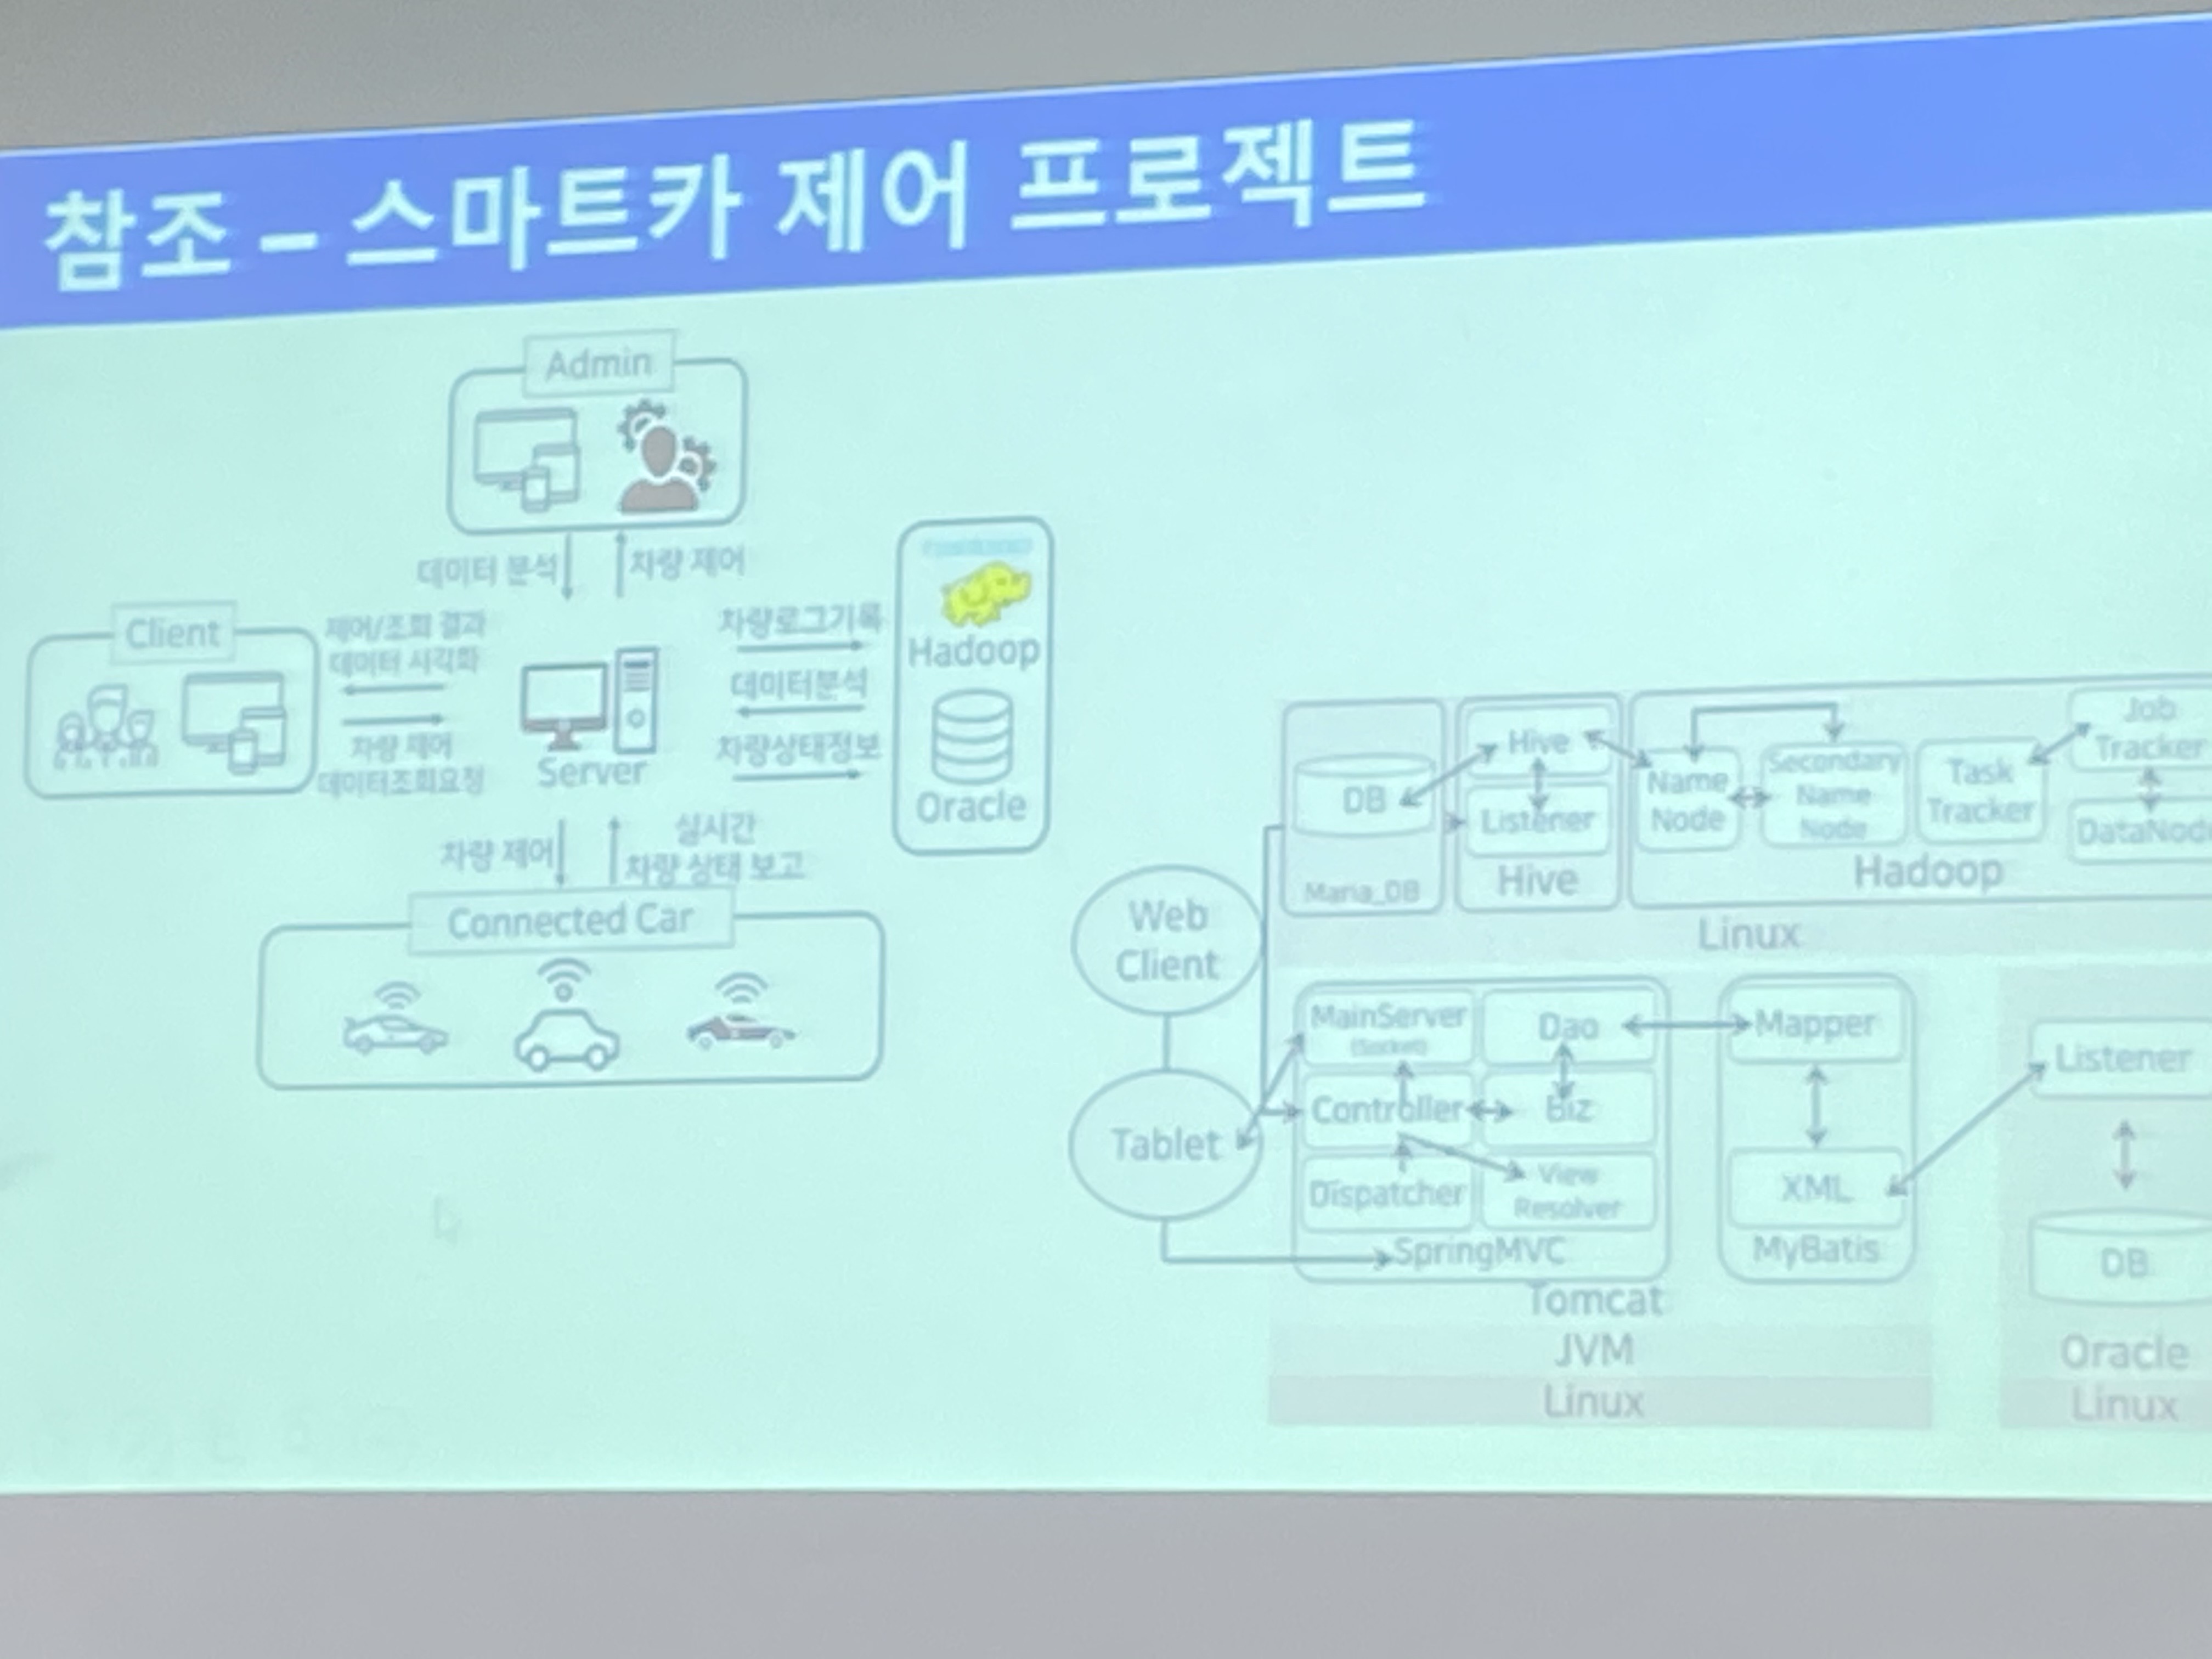 참조 – 스마트카 제어 프로젝트
Admin
데이터 분석
차량 제어
Client
제어/조회 결과
데이터 시각화
차량 제어
데이터조회요청
Server
차량로그기록
데이터분석
차량상태정보
Hadoop
Oracle
차량 제어
실시간
차량 상태 보고
Connected Car
Web
Client
Tablet
DB
Maria_DB
Hive
Listener
Hive
Name
Node
Secondary
Name
Node
Task
Tracker
Job
Tracker
DataNod
Hadoop
Linux
MainServer
(Socket)
Dao
Controller
Biz
Dispatcher
View
Resolver
SpringMVC
Mapper
XML
MyBatis
Tomcat
JVM
Linux
Listener
DB
Oracle
Linux